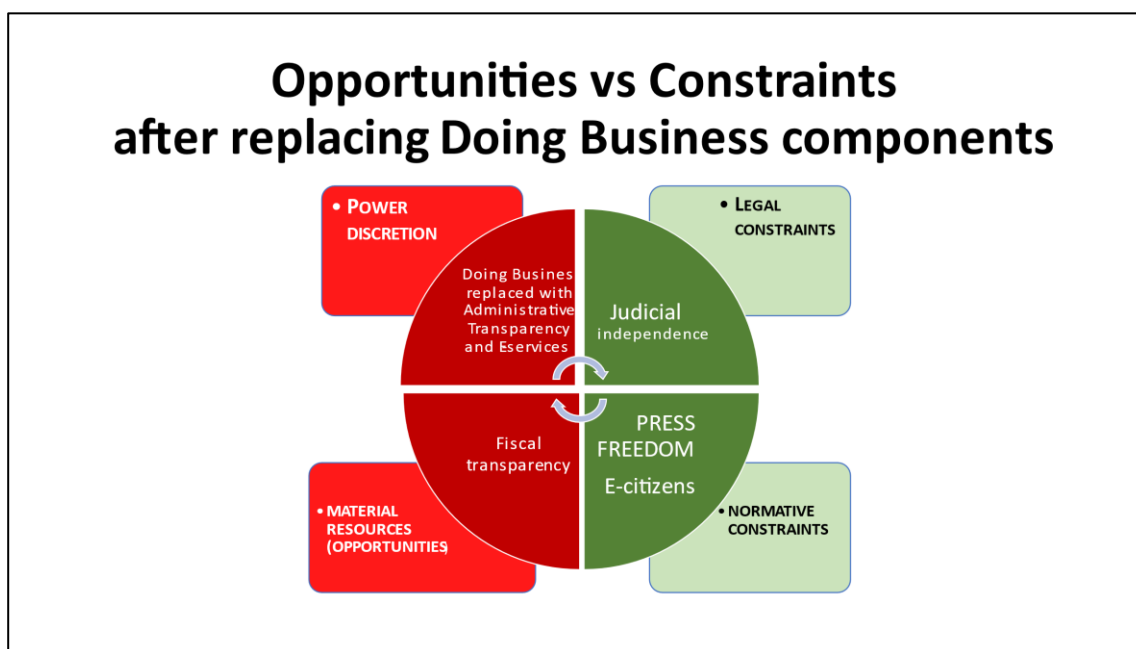 Opportunities vs Constraints
after replacing Doing Business components
• POWER
DISCRETION
• LEGAL
CONSTRAINTS
Doing Busines
replaced with
Administrative
Transparency
and Eservices
Judicial
independence
Fiscal
transparency
PRESS
FREEDOM
E-citizens
• MATERIAL
RESOURCES
(OPPORTUNITIES)
• NORMATIVE
CONSTRAINTS